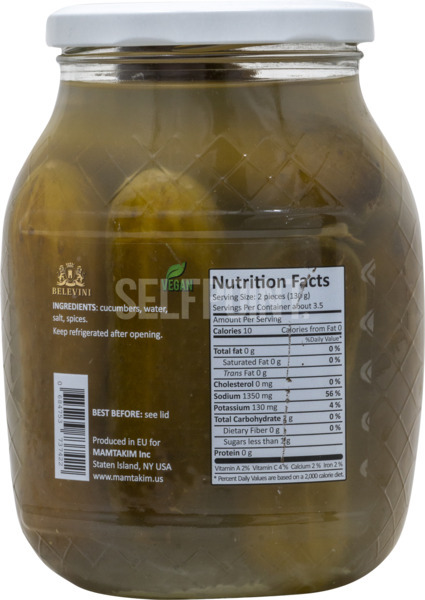 BELEVINI
VEGAN
INGREDIENTS: cucumbers, water,
salt, spices.
Keep refrigerated after opening.
BEST BEFORE: see lid
Produced in EU for
MAMTAKIM Inc
Staten Island, NY USA
www.mamtakim.us
Nutrition Facts
Serving Size: 2 pieces (130 g)
Servings Per Container about 3.5
Amount Per Serving
Calories 10 Calories from Fat 0
%Daily Value*
Total fat 0 g 0 %
Saturated Fat 0 g 0 %
Trans Fat 0 g
Cholesterol 0 mg 0 %
Sodium 1350 mg 56 %
Potassium 130 mg 4 %
Total Carbohydrate g 0 %
Dietary Fiber 0 g 0 %
Sugars less than g
Protein 0 g
Vitamin A 2% Vitamin C 4% Calcium 2 % Iron 2 %
* Percent Daily Values are based on a 2,000 calorie diet.